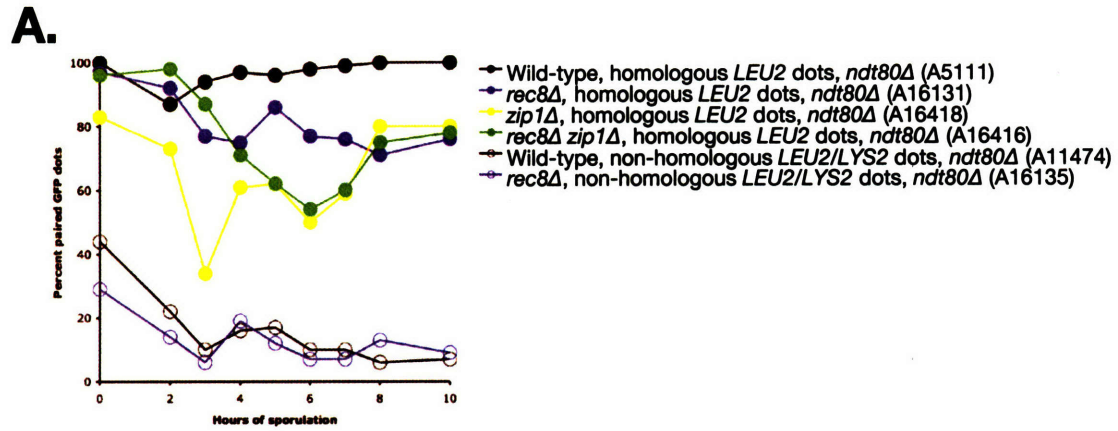 A.
Percent paired GFP dots
100
80
60
40
20
0
0 2 4 6 8 10
Hours of sporulation
Wild-type, homologous LEU2 dots, ndt80Δ (A5111)
rec8Δ, homologous LEU2 dots, ndt80Δ (A16131)
zip1Δ, homologous LEU2 dots, ndt80Δ (A16418)
rec8Δ zip1Δ, homologous LEU2 dots, ndt80Δ (A16416)
Wild-type, non-homologous LEU2/LYS2 dots, ndt80Δ (A11474)
rec8Δ, non-homologous LEU2/LYS2 dots, ndt80Δ (A16135)